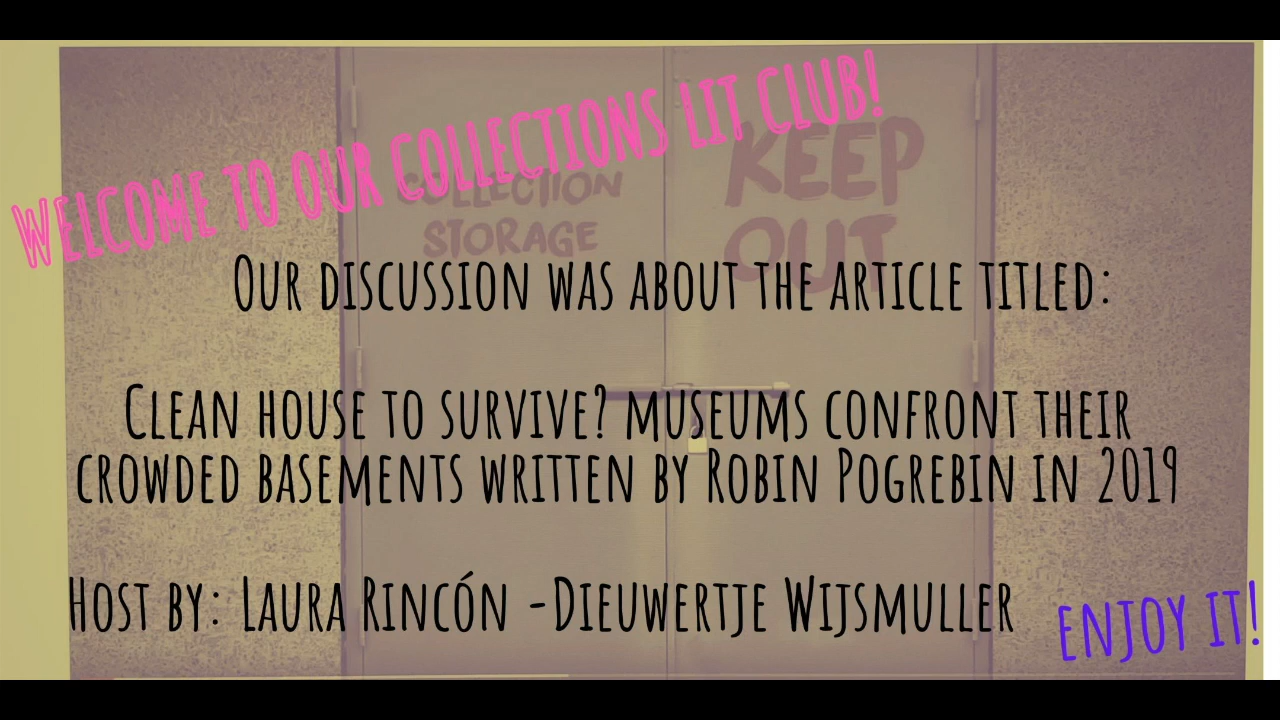 WELCOME TO OUR COLLECTIONS LIT CLUB!
COLLECTION
STORAGE
KEEP
OUT
OUR DISCUSSION WAS ABOUT THE ARTICLE TITLED:
CLEAN HOUSE TO SURVIVE? MUSEUMS CONFRONT THEIR
CROWDED BASEMENTS WRITTEN BY ROBIN POGREBIN IN 2019
HOST BY: LAURA RINCÓN -DIEUWERTJE WIJSMULLER
ENJOY IT!